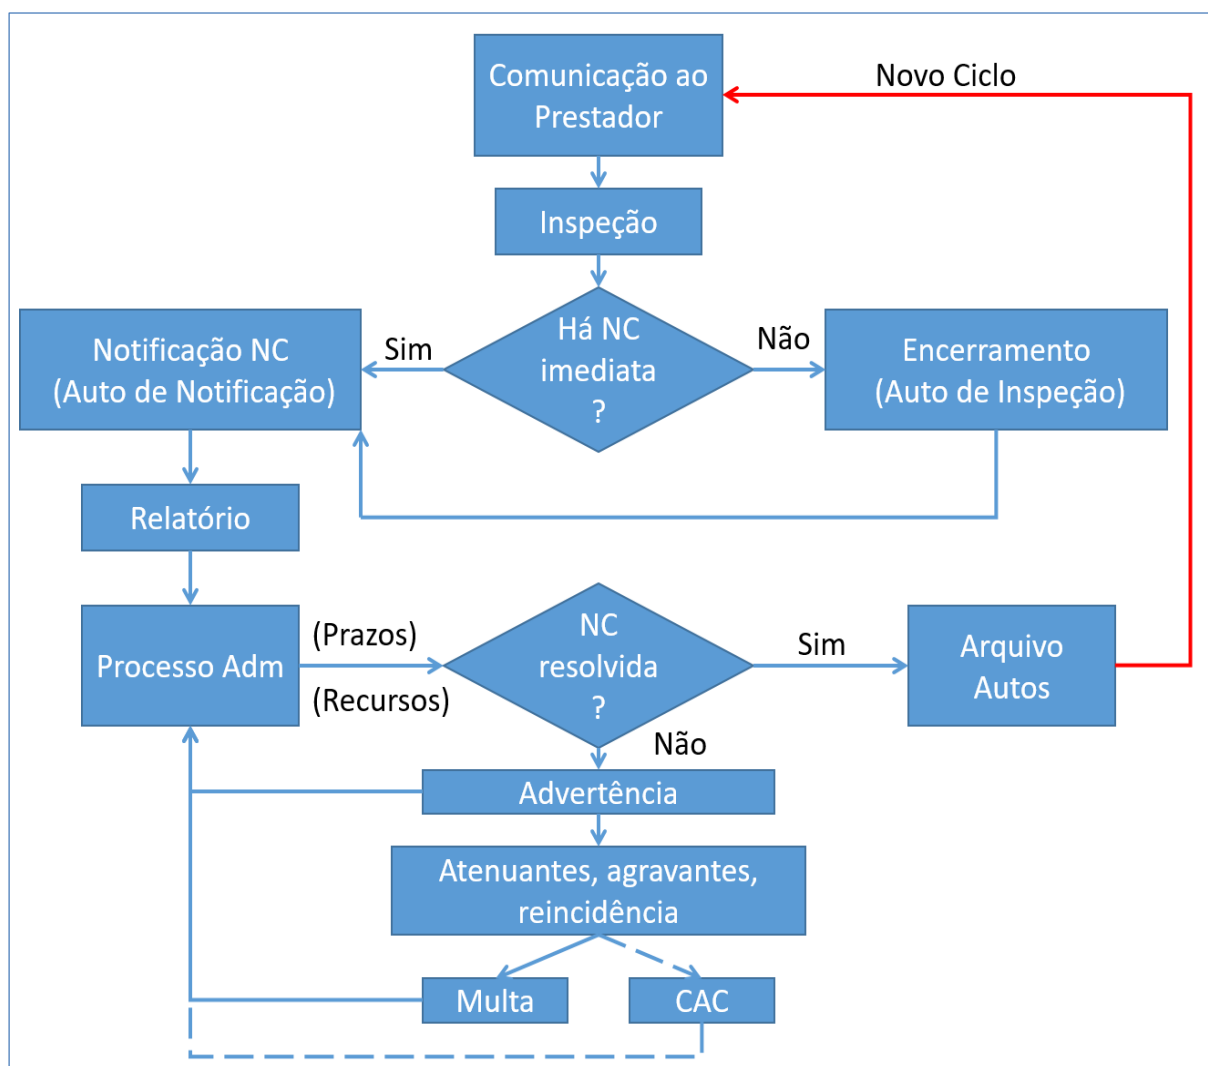 Comunicação ao
Prestador
Novo Ciclo
Inspeção
Há NC
imediata
?
Sim
Não
Notificação NC
(Auto de Notificação)
Encerramento
(Auto de Inspeção)
Relatório
Processo Adm
(Prazos)
(Recursos)
NC
resolvida
?
Sim
Não
Arquivo
Autos
Advertência
Atenuantes, agravantes,
reincidência
Multa
CAC